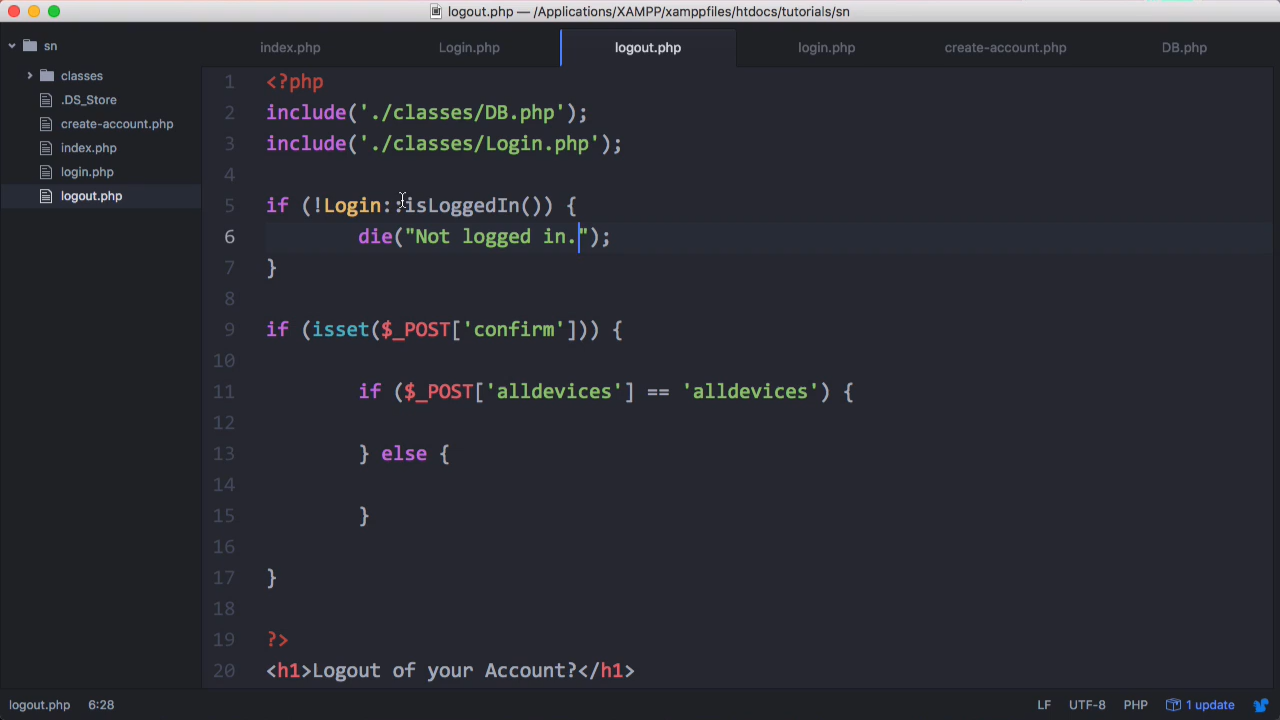 logout.php — /Applications/XAMPP/xamppfiles/htdocs/tutorials/sn
sn
classes
.DS_Store
create-account.php
index.php
login.php
logout.php
index.php Login.php logout.php login.php create-account.php DB.php
1 <?php
2 include('./classes/DB.php');
3 include('./classes/Login.php');
4
5 if (!Login::isLoggedIn()) {
6 die("Not logged in.");
7 }
8
9 if (isset($_POST['confirm'])) {
10
11 if ($_POST['alldevices'] == 'alldevices') {
12
13 } else {
14
15 }
16
17 }
18
19 ?>
20 <h1>Logout of your Account?</h1>
logout.php 6:28 LF UTF-8 PHP 1 update